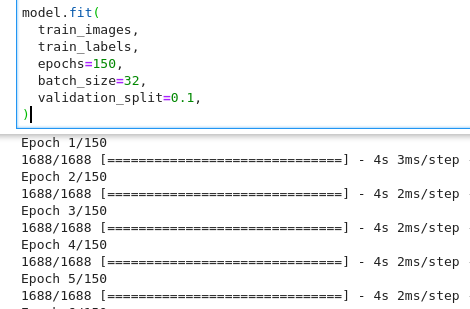 model.fit(
  train_images,
  train_labels,
  epochs=150,
  batch_size=32,
  validation_split=0.1,
)
Epoch 1/150
1688/1688 [==============================] - 4s 3ms/step -
Epoch 2/150
1688/1688 [==============================] - 4s 2ms/step -
Epoch 3/150
1688/1688 [==============================] - 4s 2ms/step -
Epoch 4/150
1688/1688 [==============================] - 4s 2ms/step -
Epoch 5/150
1688/1688 [==============================] - 4s 2ms/step -